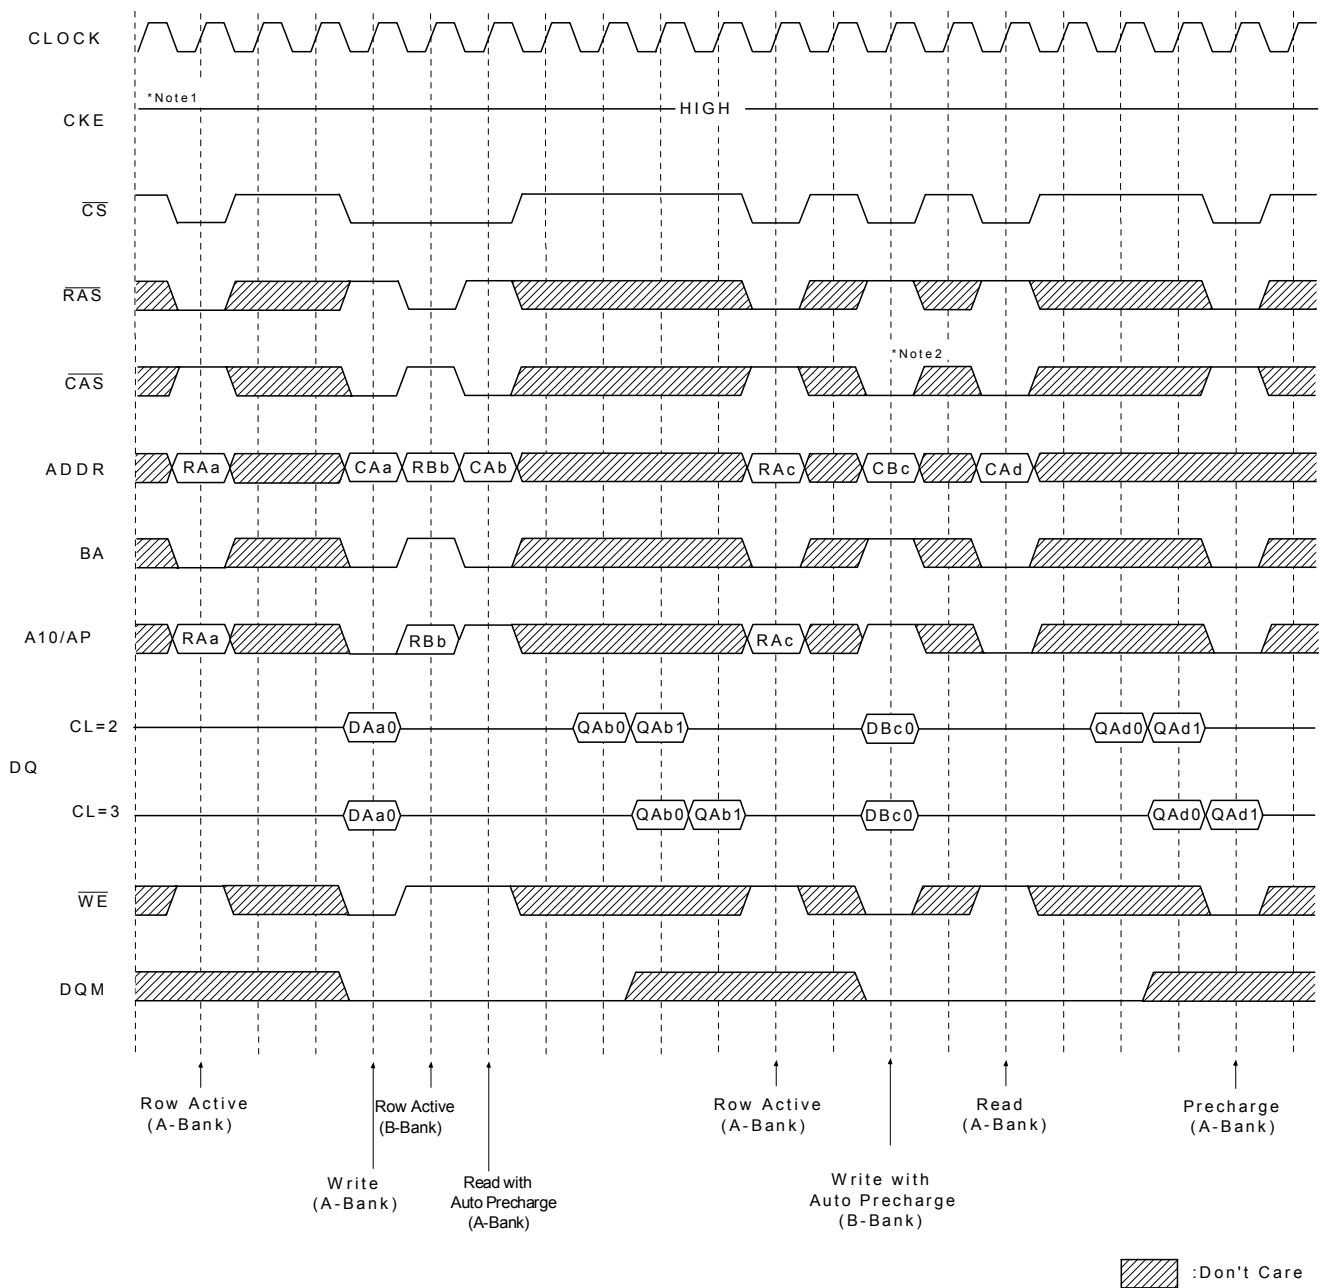 CLOCK
*Note1
HIGH
CKE
CS
RAS
*Note2
CAS
ADDR RAa CAa RBb CAb RAc CBc CAd
BA
A10/AP RAa RBb RAc
CL=2 DAa0 QAb0 QAb1 DBc0 QAd0 QAd1
DQ
CL=3 DAa0 QAb0 QAb1 DBc0 QAd0 QAd1
WE
DQM
Row Active
(A-Bank)
Row Active
(B-Bank)
Row Active
(A-Bank)
Read
(A-Bank)
Precharge
(A-Bank)
Write
(A-Bank)
Read with
Auto Precharge
(A-Bank)
Write with
Auto Precharge
(B-Bank)
:Don't Care